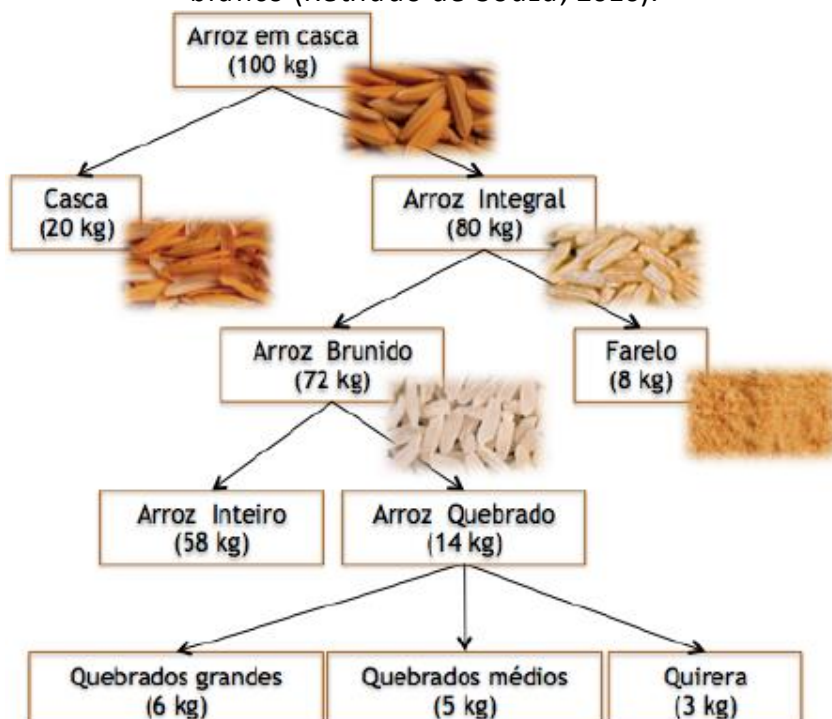 Arroz em casca
(100 kg)
Casca
(20 kg)
Arroz Integral
(80 kg)
Arroz Brunido
(72 kg)
Farelo
(8 kg)
Arroz Inteiro
(58 kg)
Arroz Quebrado
(14 kg)
Quebrados grandes
(6 kg)
Quebrados médios
(5 kg)
Quirera
(3 kg)